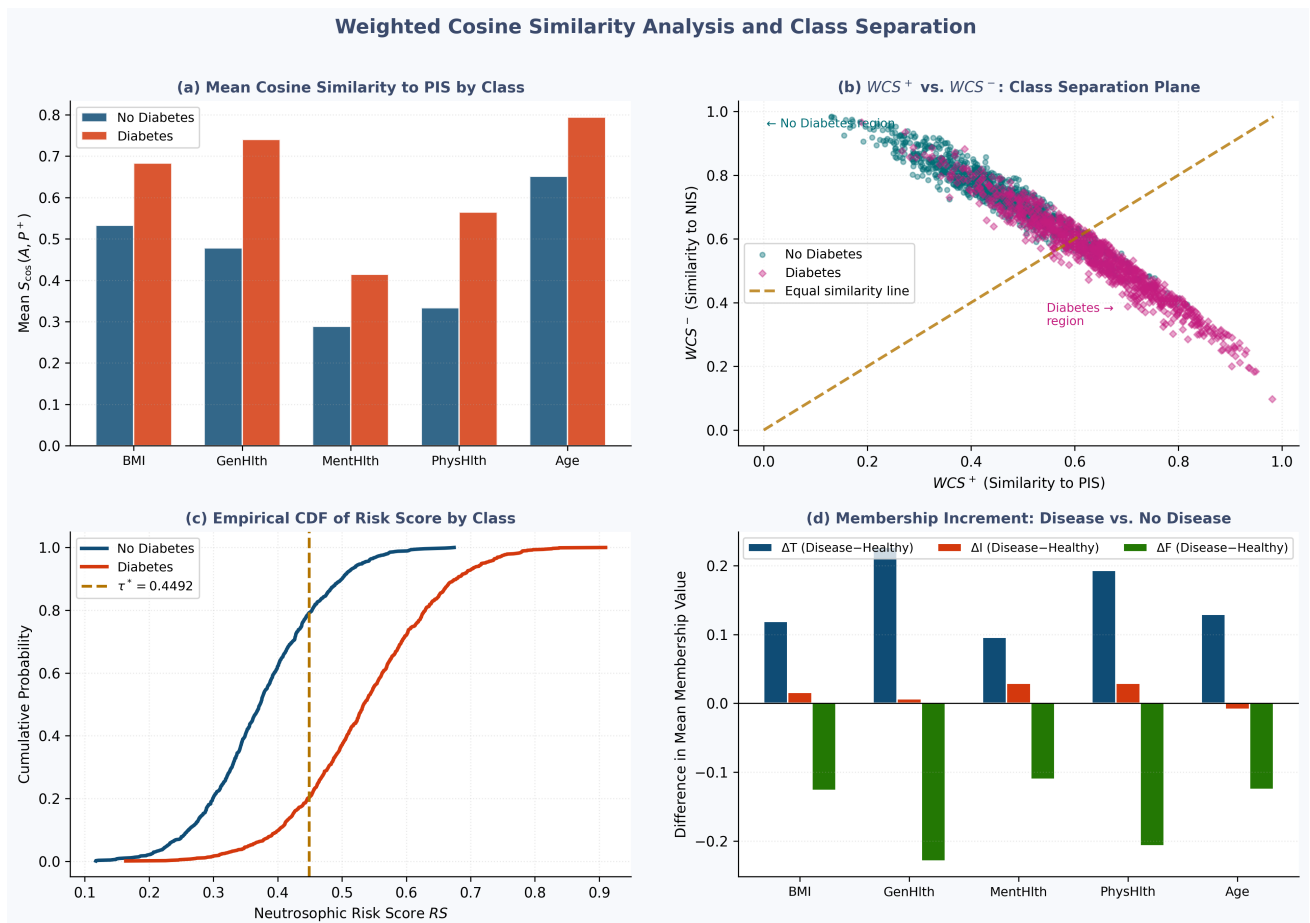 Weighted Cosine Similarity Analysis and Class Separation
(a) Mean Cosine Similarity to PIS by Class
No Diabetes
Diabetes
Mean S_cos(A, P⁺)
0.8
0.7
0.6
0.5
0.4
0.3
0.2
0.1
0.0
BMI GenHlth MentHlth PhysHlth Age
(b) WCS⁺ vs. WCS⁻: Class Separation Plane
← No Diabetes region
No Diabetes
Diabetes
Equal similarity line
Diabetes →
region
WCS⁻ (Similarity to NIS)
1.0
0.8
0.6
0.4
0.2
0.0
0.0 0.2 0.4 0.6 0.8 1.0
WCS⁺ (Similarity to PIS)
(c) Empirical CDF of Risk Score by Class
No Diabetes
Diabetes
τ* = 0.4492
Cumulative Probability
1.0
0.8
0.6
0.4
0.2
0.0
0.1 0.2 0.3 0.4 0.5 0.6 0.7 0.8 0.9
Neutrosophic Risk Score RS
(d) Membership Increment: Disease vs. No Disease
ΔT (Disease−Healthy) ΔI (Disease−Healthy) ΔF (Disease−Healthy)
Difference in Mean Membership Value
0.2
0.1
0.0
−0.1
−0.2
BMI GenHlth MentHlth PhysHlth Age